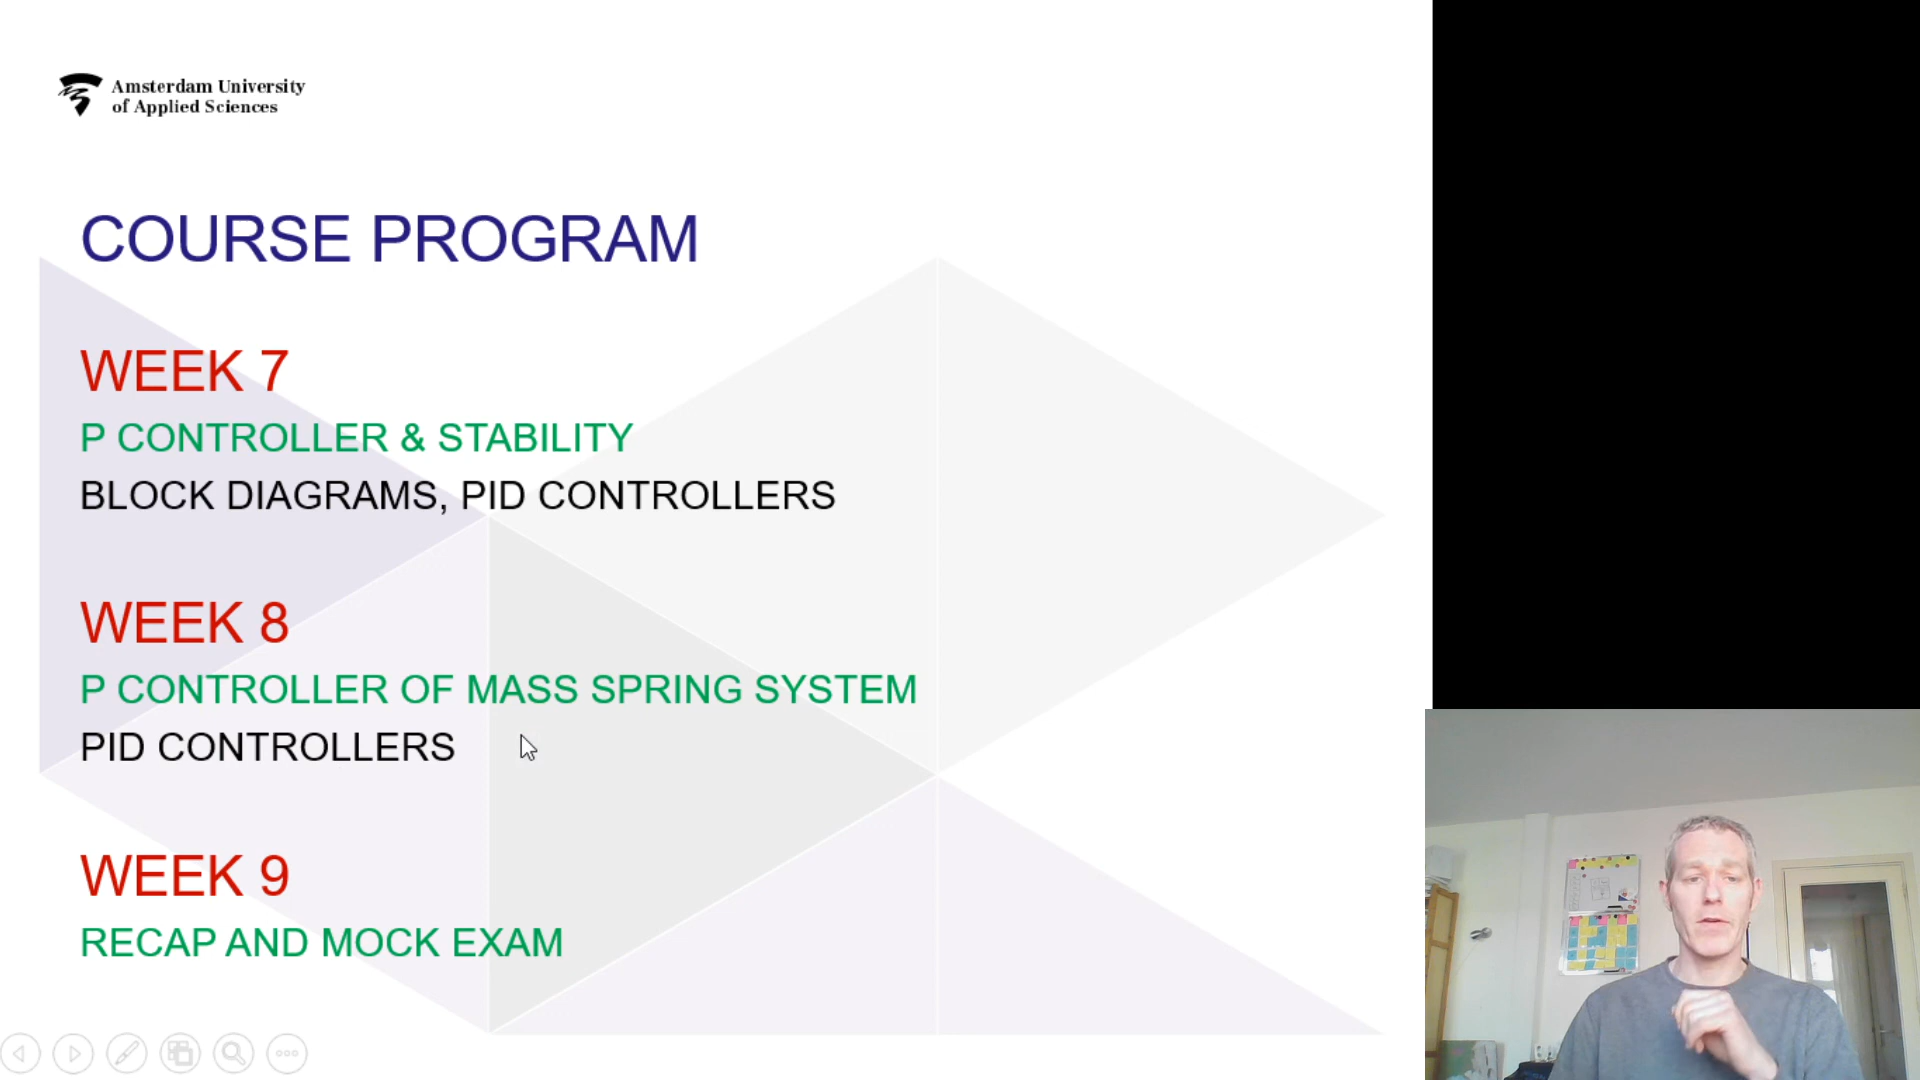 Amsterdam University
of Applied Sciences
COURSE PROGRAM
WEEK 7
P CONTROLLER & STABILITY
BLOCK DIAGRAMS, PID CONTROLLERS
WEEK 8
P CONTROLLER OF MASS SPRING SYSTEM
PID CONTROLLERS
WEEK 9
RECAP AND MOCK EXAM